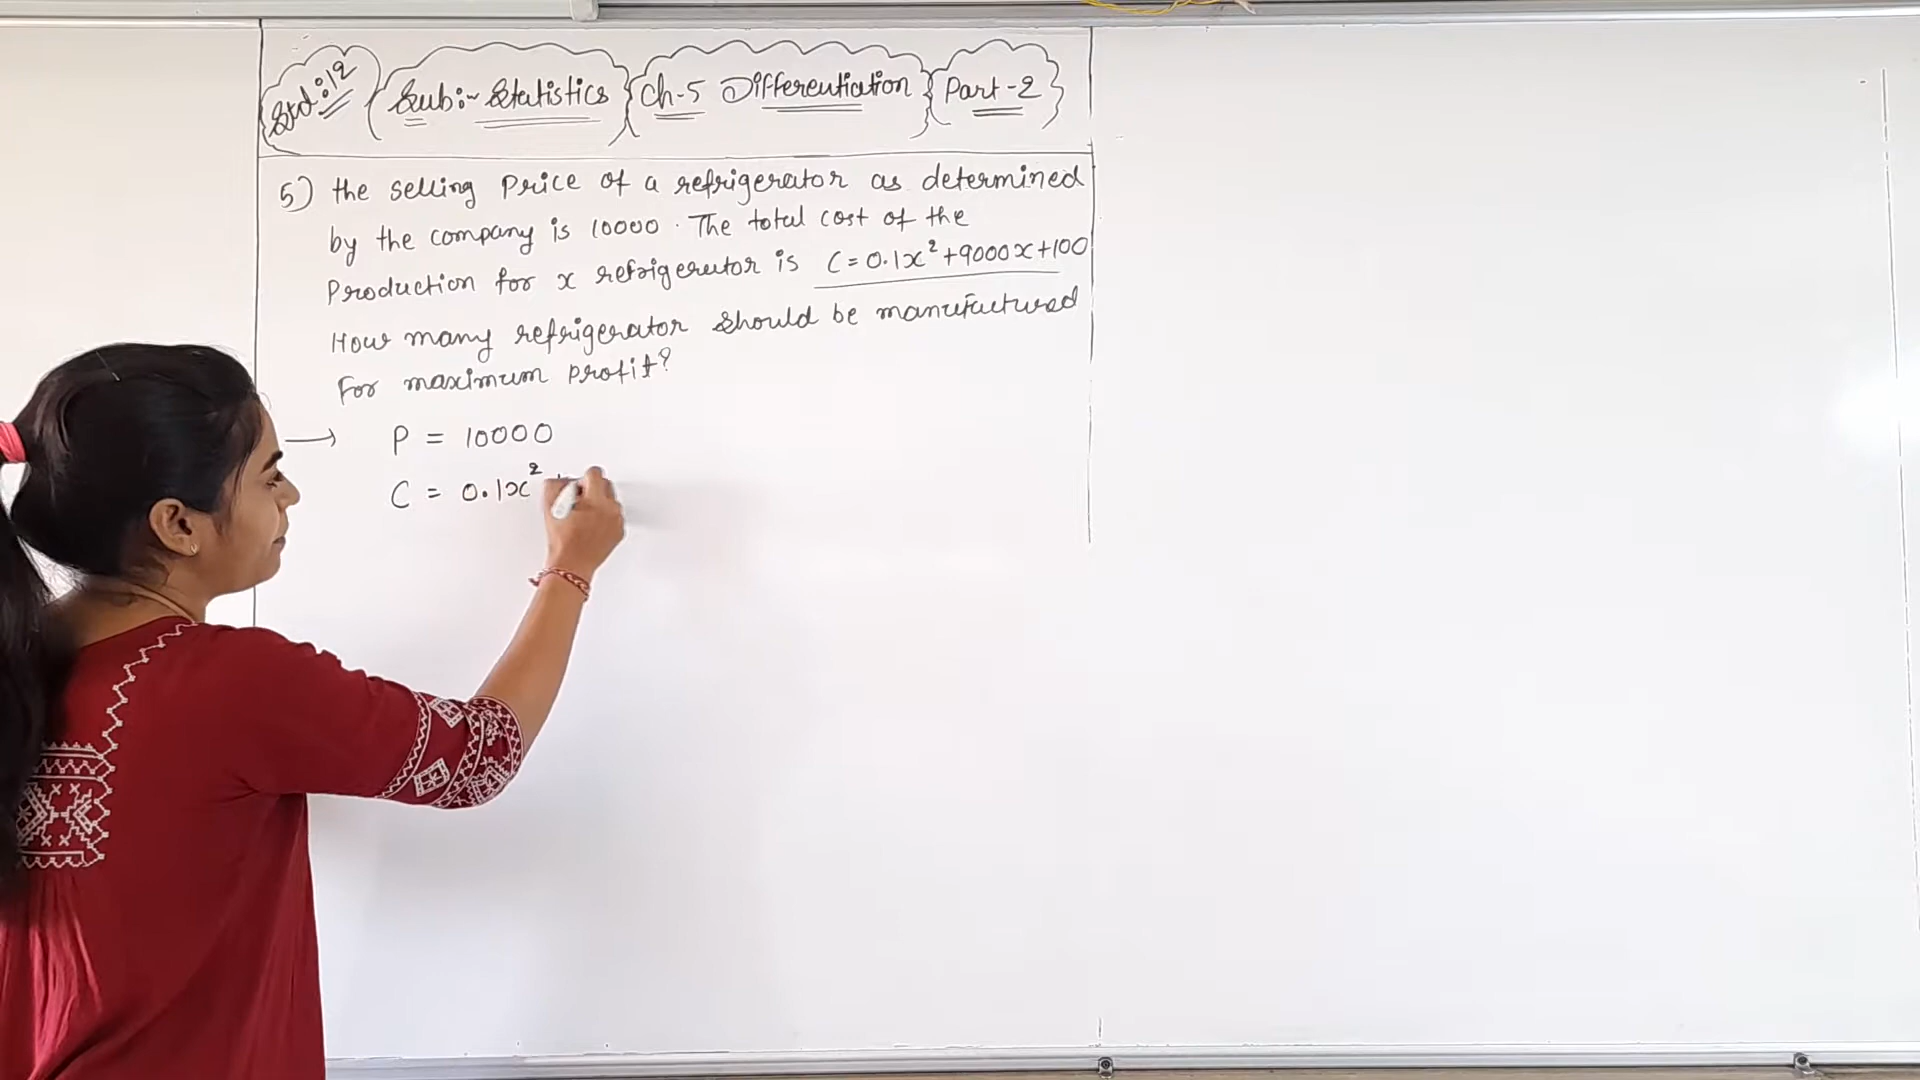 Std:12 Sub:- Statistics Ch-5 Differentiation Part-2
5) the selling Price of a refrigerator as determined
by the company is 10000. The total cost of the
Production for x refrigerator is C=0.1x²+9000x+100
How many refrigerator should be manufactured
For maximum profit?
→ P = 10000
C = 0.1x² +